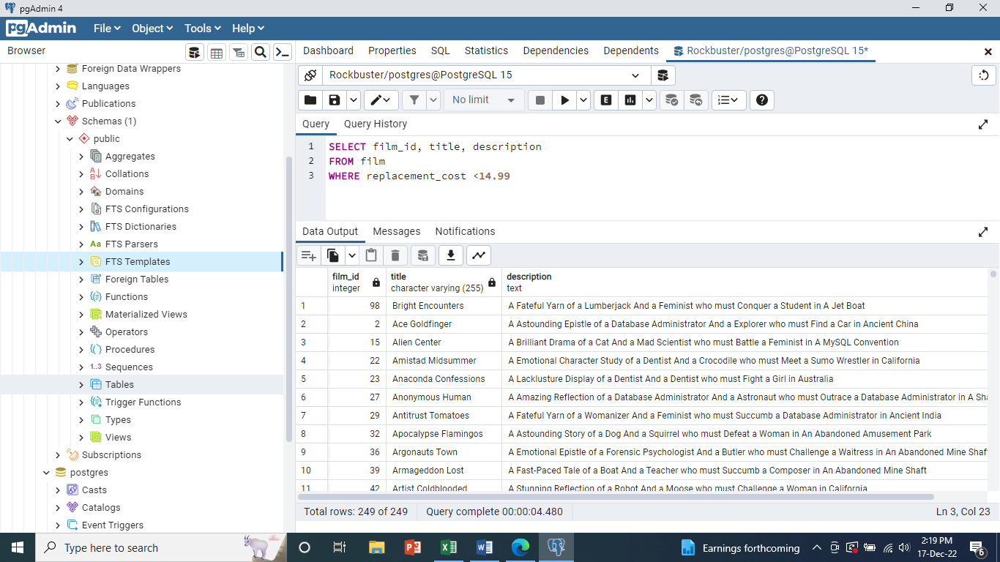 pgAdmin 4
pgAdmin File Object Tools Help
Browser
Dashboard Properties SQL Statistics Dependencies Dependents Rockbuster/postgres@PostgreSQL 15*
Foreign Data Wrappers
Languages
Publications
Schemas (1)
public
Aggregates
Collations
Domains
FTS Configurations
FTS Dictionaries
Aa FTS Parsers
FTS Templates
Foreign Tables
Functions
Materialized Views
Operators
Procedures
1..3 Sequences
Tables
Trigger Functions
Types
Views
Subscriptions
postgres
Casts
Catalogs
Event Triggers
Rockbuster/postgres@PostgreSQL 15
No limit
E
Query Query History
1 SELECT film_id, title, description
2 FROM film
3 WHERE replacement_cost <14.99
Data Output Messages Notifications
film_id title description
integer character varying (255) text
1 98 Bright Encounters A Fateful Yarn of a Lumberjack And a Feminist who must Conquer a Student in A Jet Boat
2 2 Ace Goldfinger A Astounding Epistle of a Database Administrator And a Explorer who must Find a Car in Ancient China
3 15 Alien Center A Brilliant Drama of a Cat And a Mad Scientist who must Battle a Feminist in A MySQL Convention
4 22 Amistad Midsummer A Emotional Character Study of a Dentist And a Crocodile who must Meet a Sumo Wrestler in California
5 23 Anaconda Confessions A Lacklusture Display of a Dentist And a Dentist who must Fight a Girl in Australia
6 27 Anonymous Human A Amazing Reflection of a Database Administrator And a Astronaut who must Outrace a Database Administrator in A Sha
7 29 Antitrust Tomatoes A Fateful Yarn of a Womanizer And a Feminist who must Succumb a Database Administrator in Ancient India
8 32 Apocalypse Flamingos A Astounding Story of a Dog And a Squirrel who must Defeat a Woman in An Abandoned Amusement Park
9 36 Argonauts Town A Emotional Epistle of a Forensic Psychologist And a Butler who must Challenge a Waitress in An Abandoned Mine Shaf
10 39 Armageddon Lost A Fast-Paced Tale of a Boat And a Teacher who must Succumb a Composer in An Abandoned Mine Shaft
11 42 Artist Coldblooded A Stunning Reflection of a Robot And a Moose who must Challenge a Woman in California
Total rows: 249 of 249 Query complete 00:00:04.480 Ln 3, Col 23
Type here to search
Earnings forthcoming
2:19 PM
17-Dec-22
6